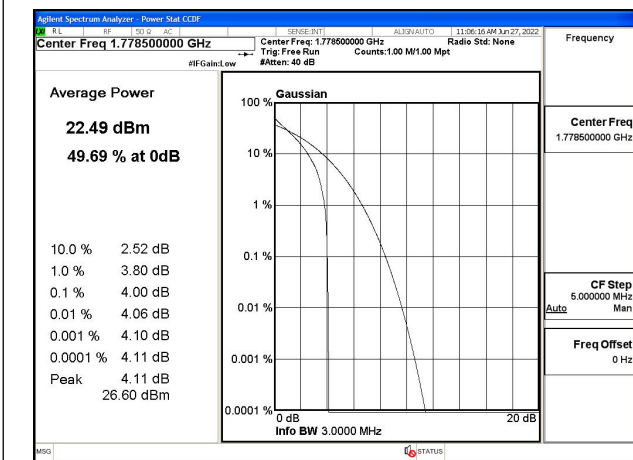 Agilent Spectrum Analyzer - Power Stat CCDF
RL RF 50 Ω AC SENSE:INT ALIGN AUTO 11:06:16 AM Jun 27, 2022
Center Freq 1.778500000 GHz
Center Freq: 1.778500000 GHz Radio Std: None
Trig: Free Run Counts:1.00 M/1.00 Mpt
#IFGain:Low #Atten: 40 dB
Frequency
Average Power
22.49 dBm
49.69 % at 0dB
10.0 % 2.52 dB
1.0 % 3.80 dB
0.1 % 4.00 dB
0.01 % 4.06 dB
0.001 % 4.10 dB
0.0001 % 4.11 dB
Peak 4.11 dB
26.60 dBm
Gaussian
100 %
10 %
1 %
0.1 %
0.01 %
0.001 %
0.0001 %
0 dB 20 dB
Info BW 3.0000 MHz
Center Freq
1.778500000 GHz
CF Step
5.000000 MHz
Auto Man
Freq Offset
0 Hz
MSG STATUS